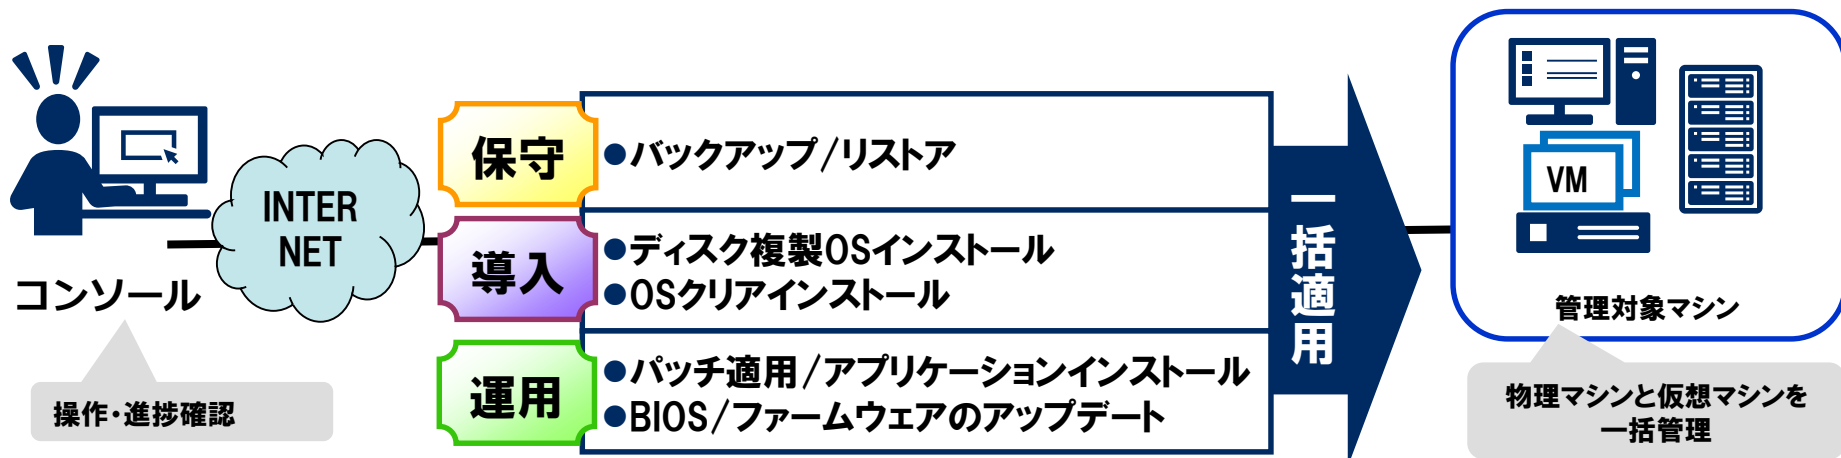 コンソール
操作・進捗確認
INTER
NET
保守
●バックアップ/リストア
導入
●ディスク複製OSインストール
●OSクリアインストール
運用
●パッチ適用/アプリケーションインストール
●BIOS/ファームウェアのアップデート
一括適用
VM
管理対象マシン
物理マシンと仮想マシンを
一括管理